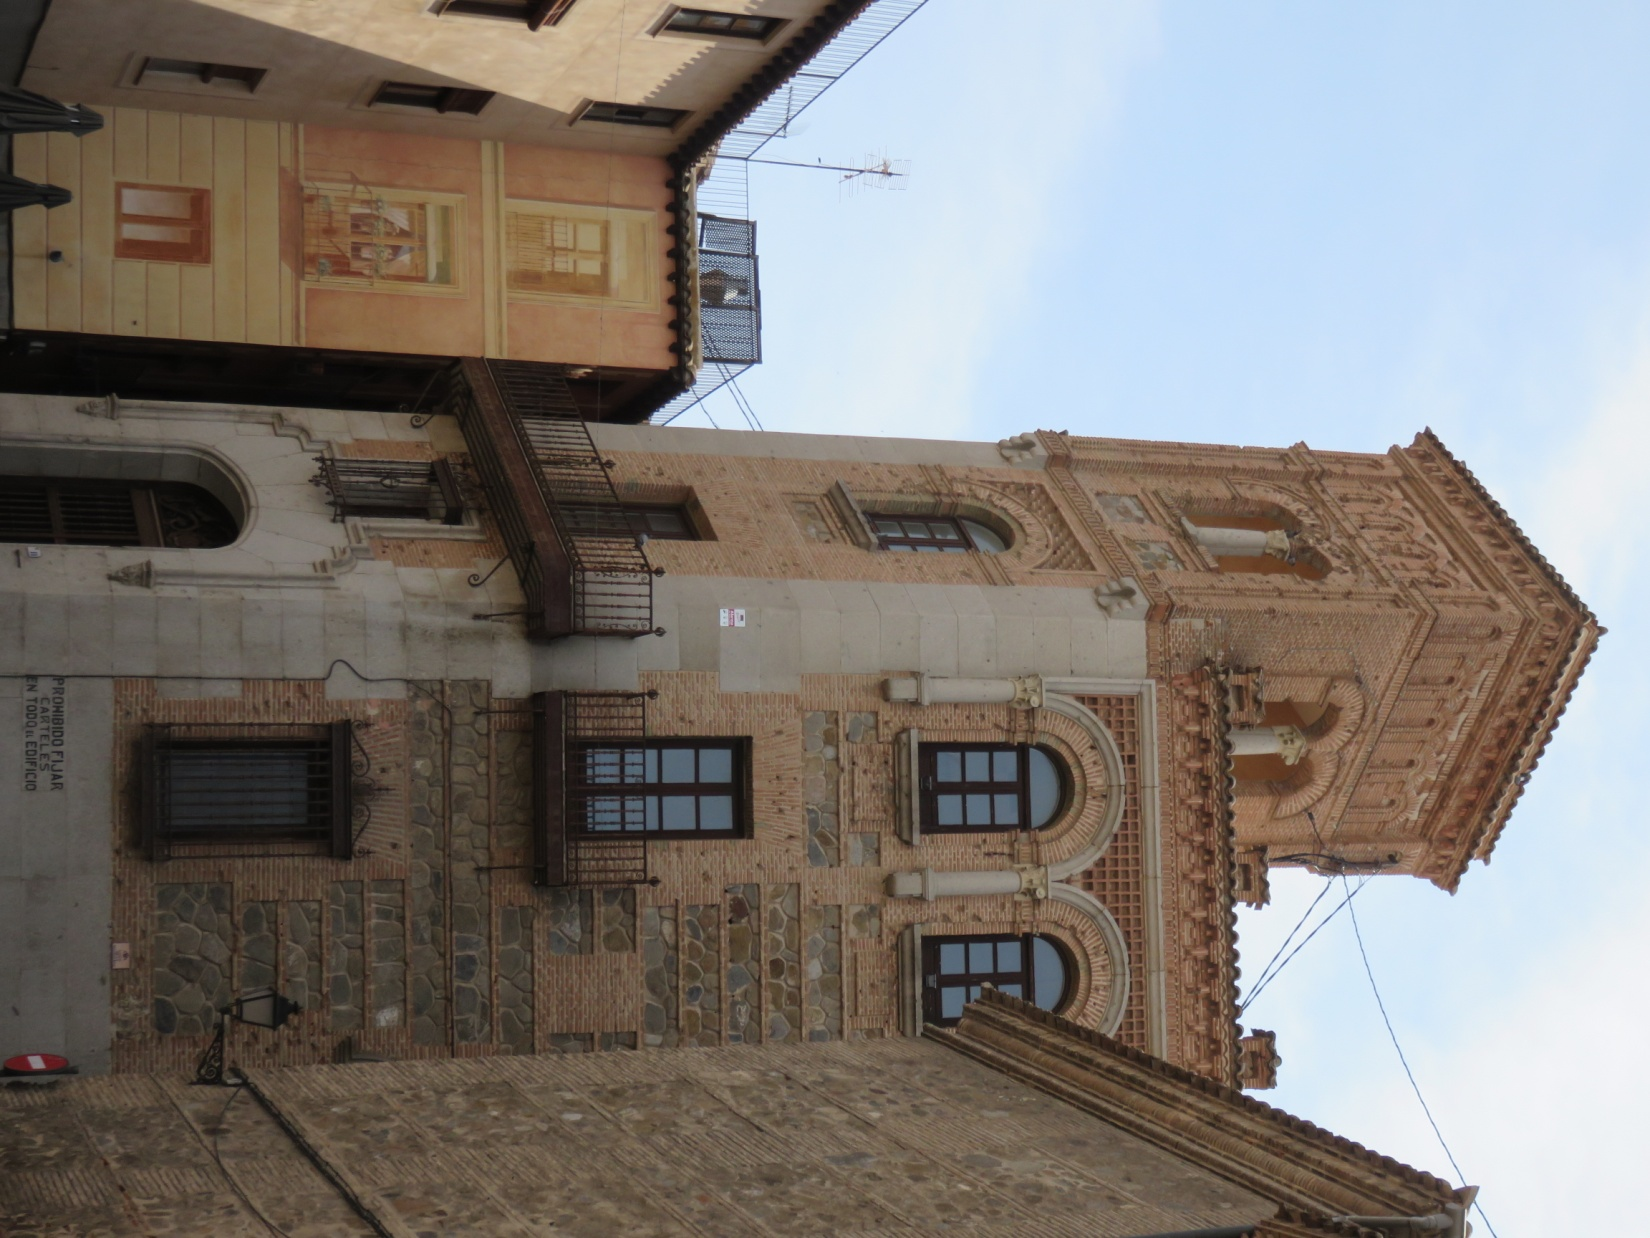 PROHIBIDO FIJAR
CARTELES
EN TODO EL EDIFICIO